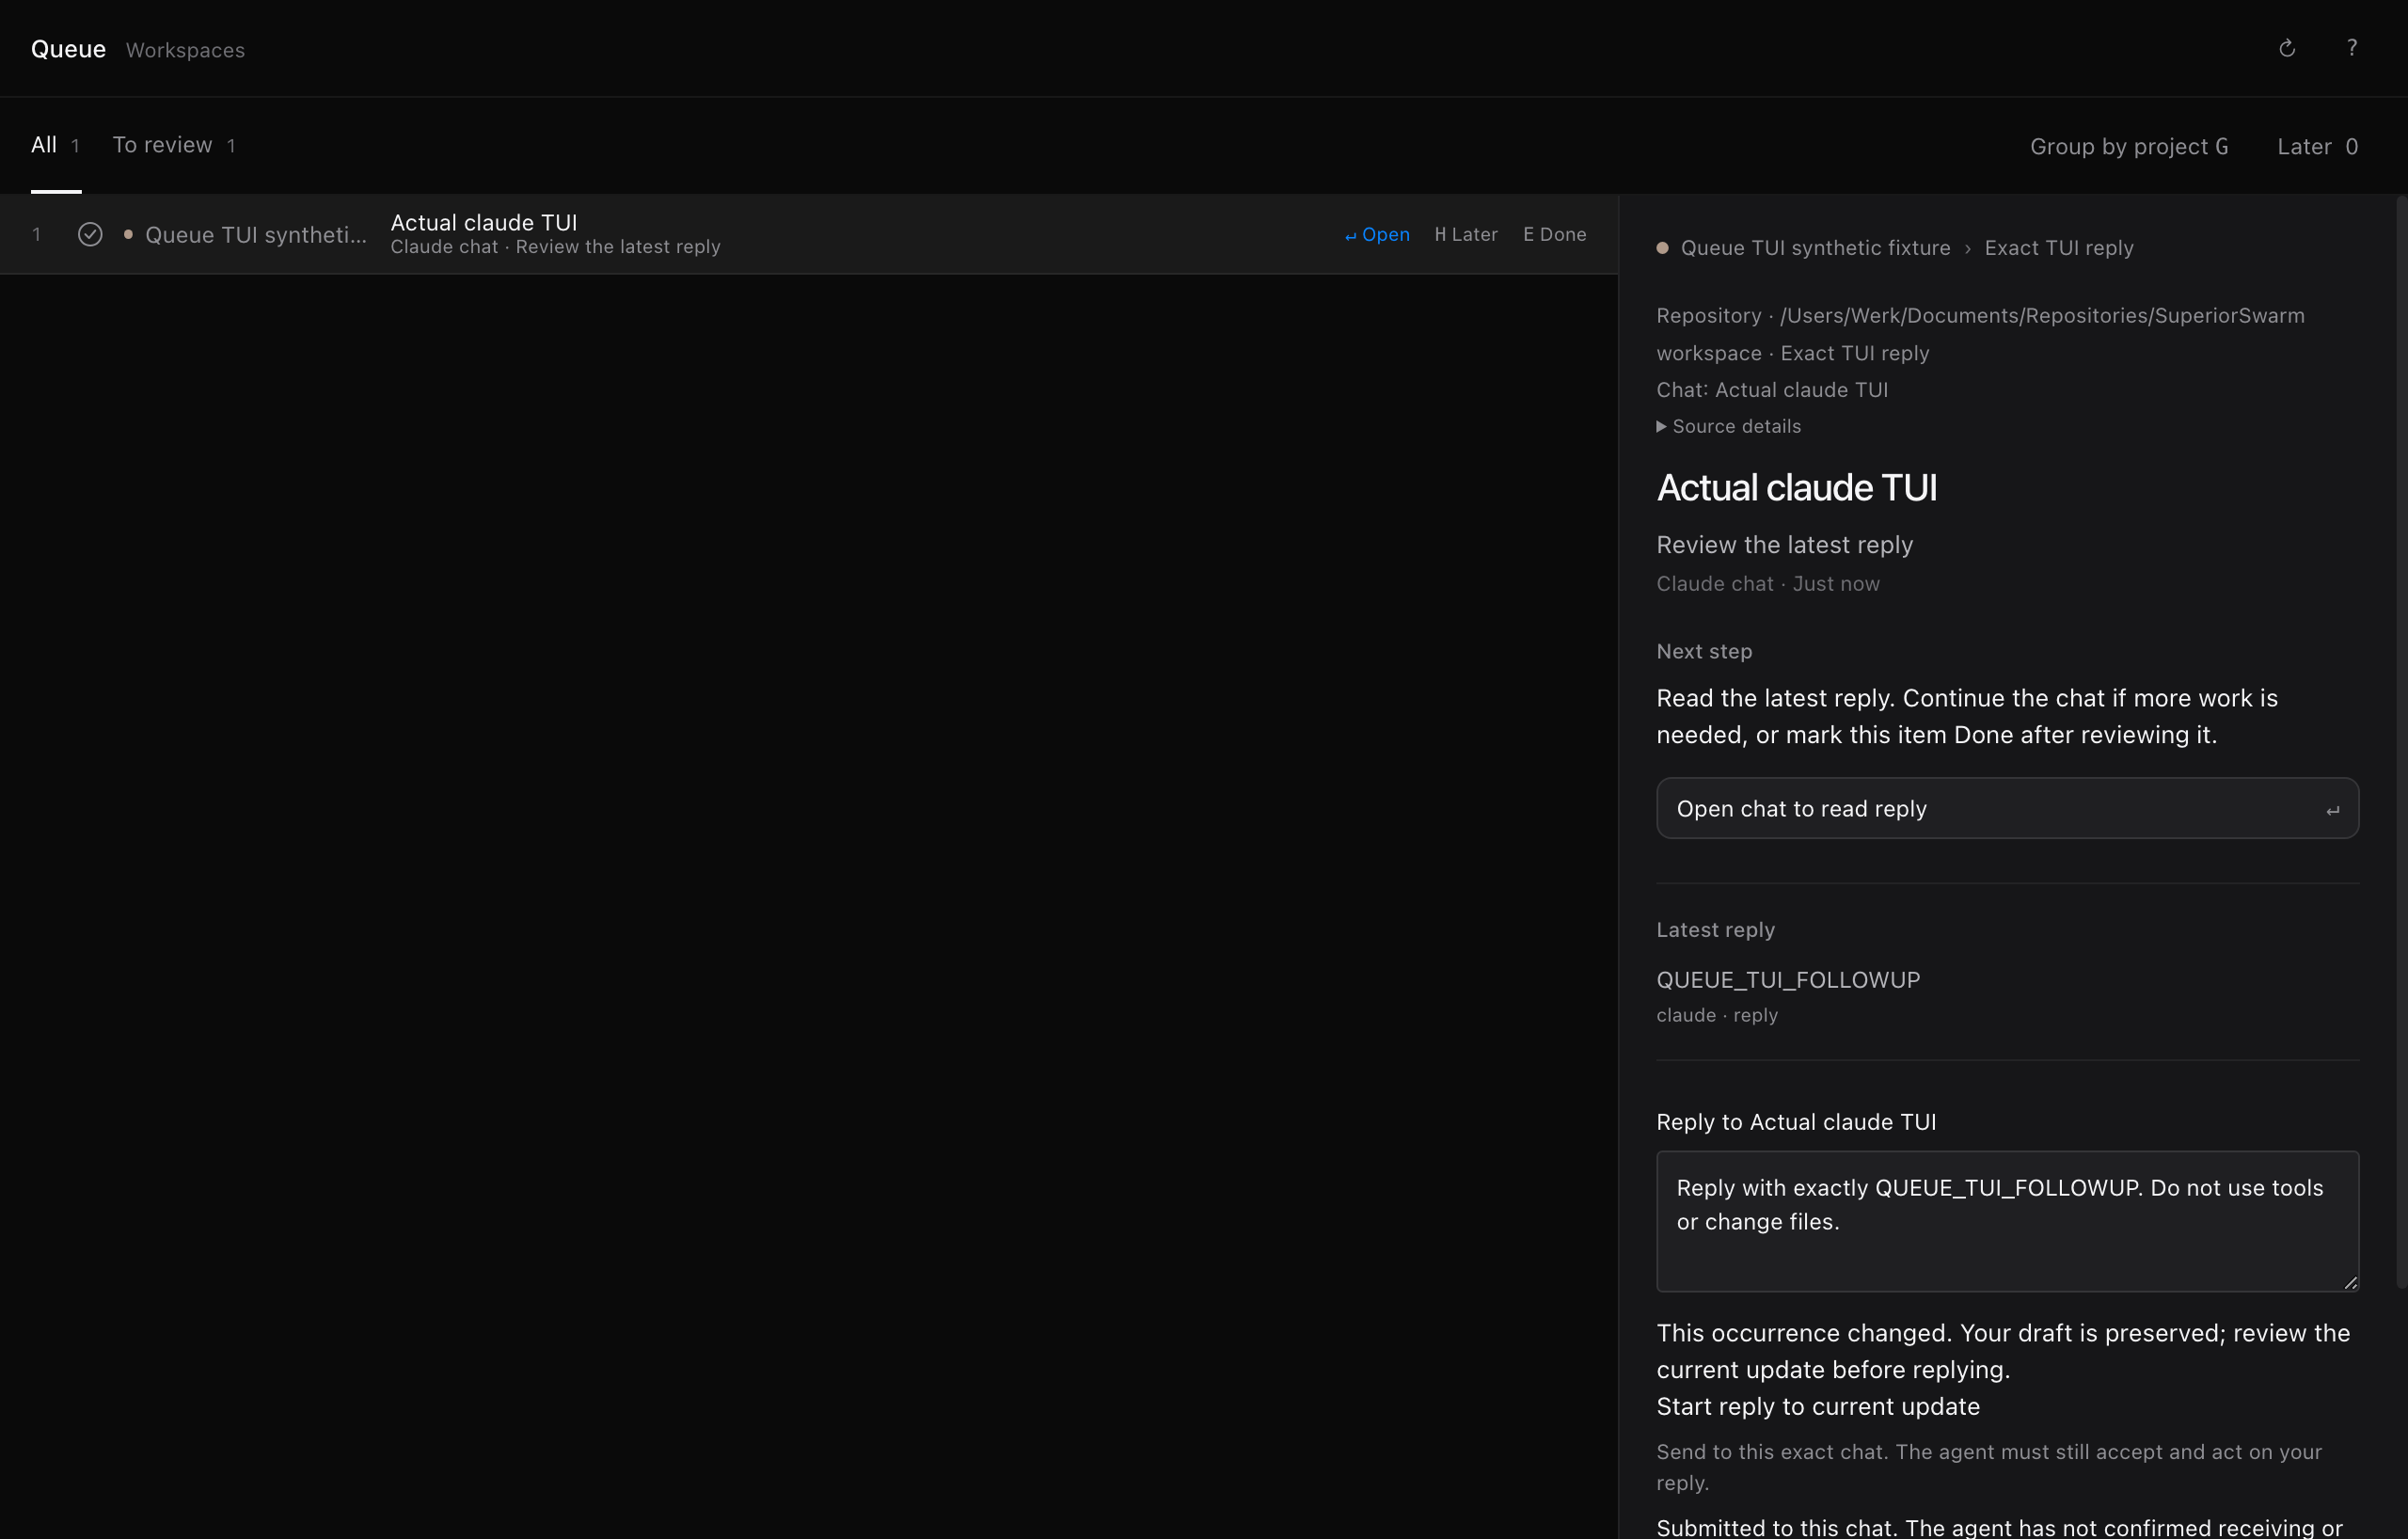 Queue Workspaces ?
All 1 To review 1 Group by project G Later 0
1 Queue TUI syntheti... Actual claude TUI
Claude chat · Review the latest reply
↵ Open H Later E Done
Queue TUI synthetic fixture › Exact TUI reply
Repository · /Users/Werk/Documents/Repositories/SuperiorSwarm
workspace · Exact TUI reply
Chat: Actual claude TUI
Source details
Actual claude TUI
Review the latest reply
Claude chat · Just now
Next step
Read the latest reply. Continue the chat if more work is
needed, or mark this item Done after reviewing it.
Open chat to read reply ↵
Latest reply
QUEUE_TUI_FOLLOWUP
claude · reply
Reply to Actual claude TUI
Reply with exactly QUEUE_TUI_FOLLOWUP. Do not use tools
or change files.
This occurrence changed. Your draft is preserved; review the
current update before replying.
Start reply to current update
Send to this exact chat. The agent must still accept and act on your
reply.
Submitted to this chat. The agent has not confirmed receiving or